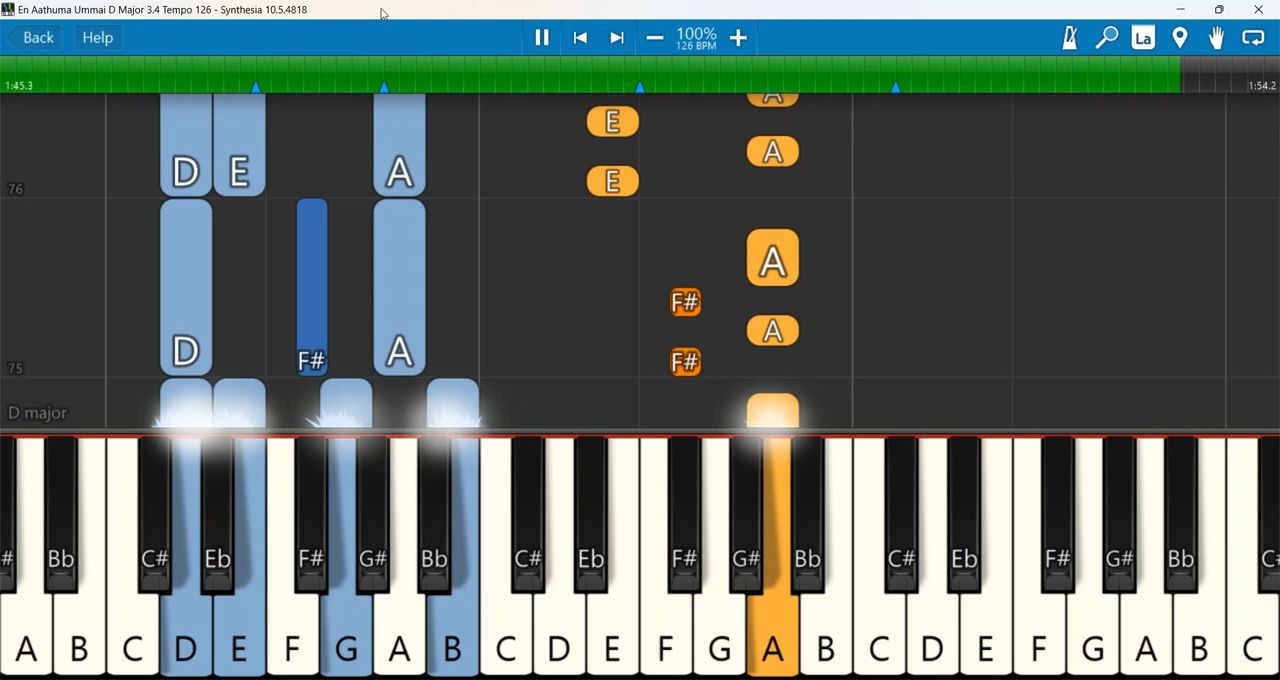 En Aathuma Ummai D Major 3.4 Tempo 126 - Synthesia 10.5.4818
Back Help 100% La
126 BPM
1:45.3 1:54.2
A
E
A
D E A
E
76
A
F#
A
D F# A
F#
75
D major
# Bb C# Eb F# G# Bb C# Eb F# G# Bb C# Eb F# G# Bb C#
A B C D E F G A B C D E F G A B C D E F G A B C